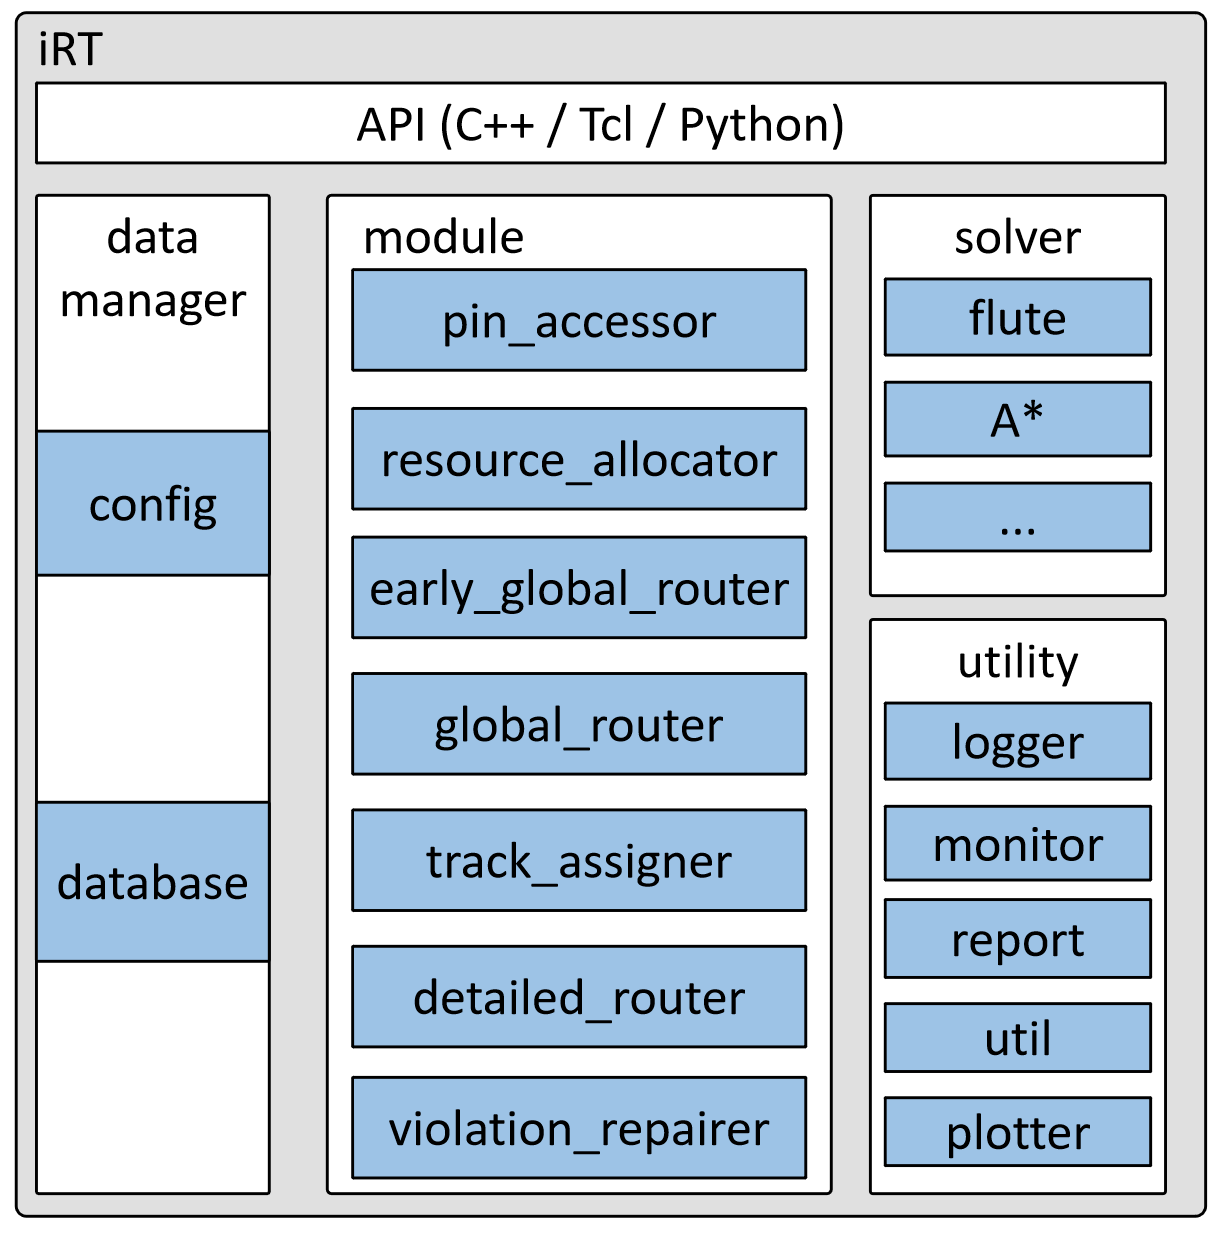 iRT
API (C++ / Tcl / Python)
data
manager
config
database
module
pin_accessor
resource_allocator
early_global_router
global_router
track_assigner
detailed_router
violation_repairer
solver
flute
A*
...
utility
logger
monitor
report
util
plotter